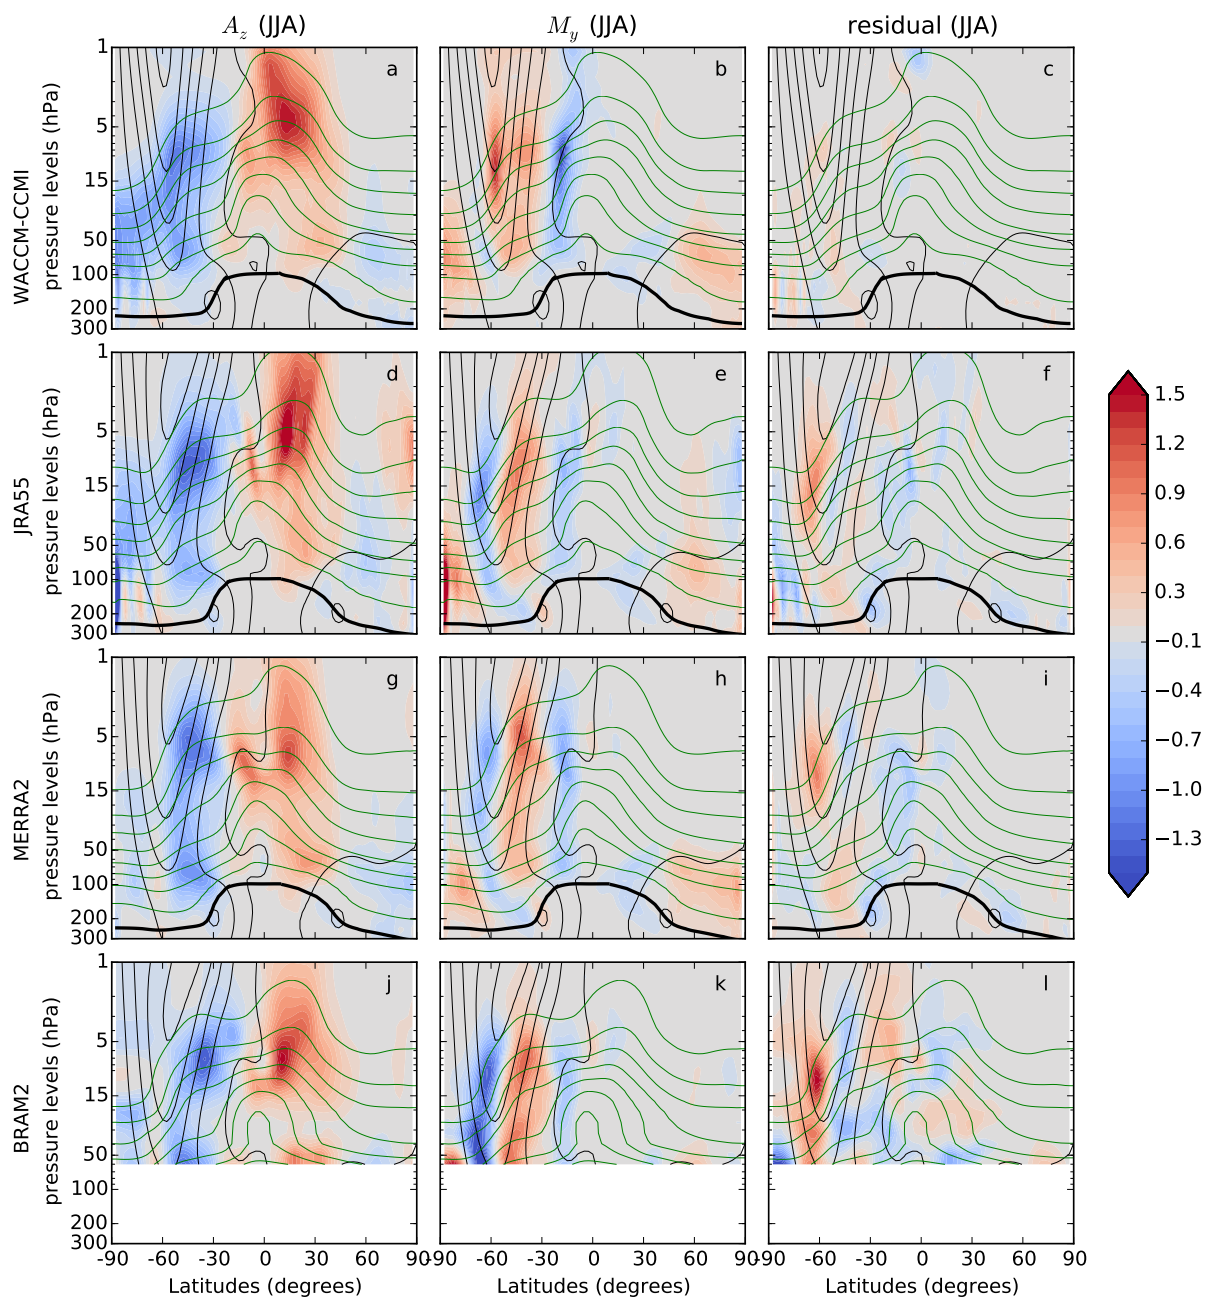 A_z (JJA)
M_y (JJA)
residual (JJA)
WACCM-CCMI
pressure levels (hPa)
1
5
15
50
100
200
300
a
b
c
JRA55
pressure levels (hPa)
1
5
15
50
100
200
300
d
e
f
MERRA2
pressure levels (hPa)
1
5
15
50
100
200
300
g
h
i
BRAM2
pressure levels (hPa)
1
5
15
50
100
200
300
j
k
l
-90 -60 -30 0 30 60 90
-60 -30 0 30 60 90
-60 -30 0 30 60 90
Latitudes (degrees)
Latitudes (degrees)
Latitudes (degrees)
1.5
1.2
0.9
0.6
0.3
−0.1
−0.4
−0.7
−1.0
−1.3